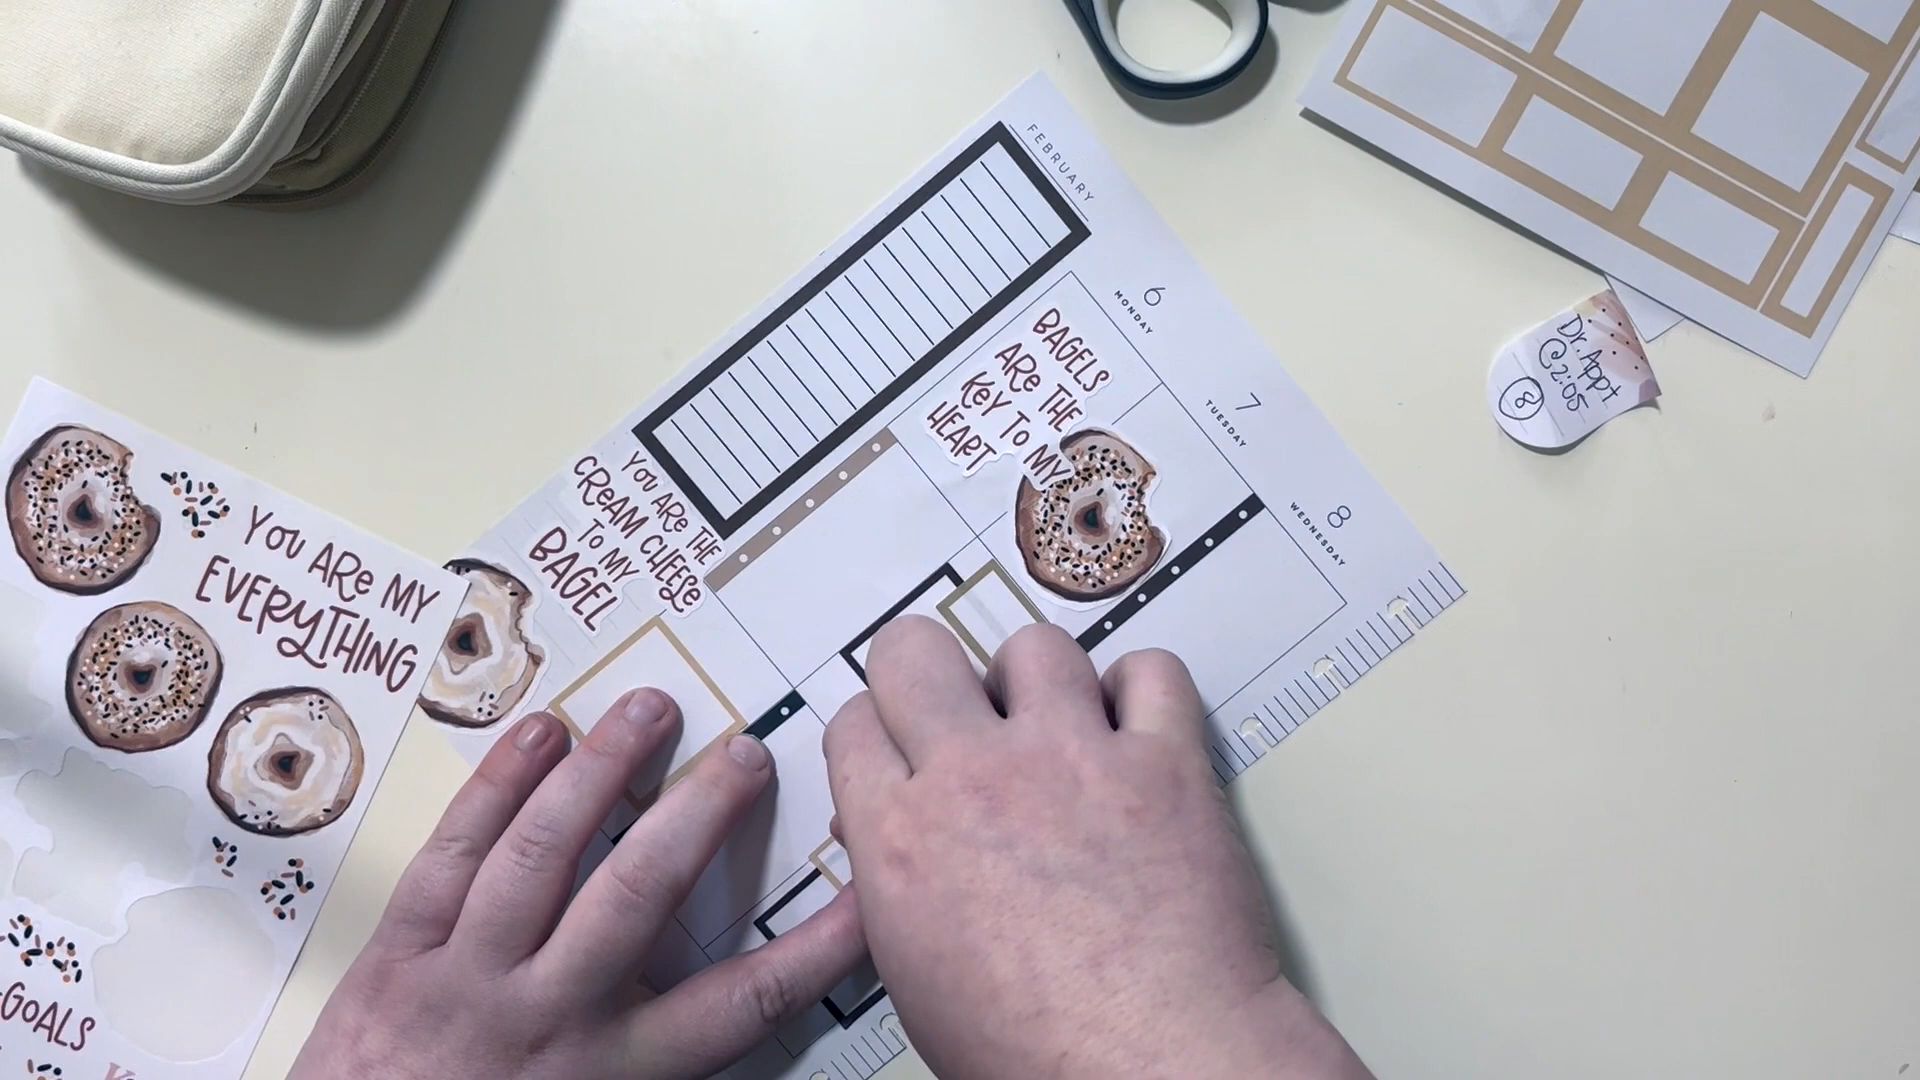 FEBRUARY
6
MONDAY
7
TUESDAY
8
WEDNESDAY
BAGELS
ARE THE
KEY TO MY
HEART
YOU ARE THE
CREAM CHEESE
TO MY
BAGEL
YOU ARE MY
EVERYTHING
GOALS
Dr. Appt
@ 2:05
8